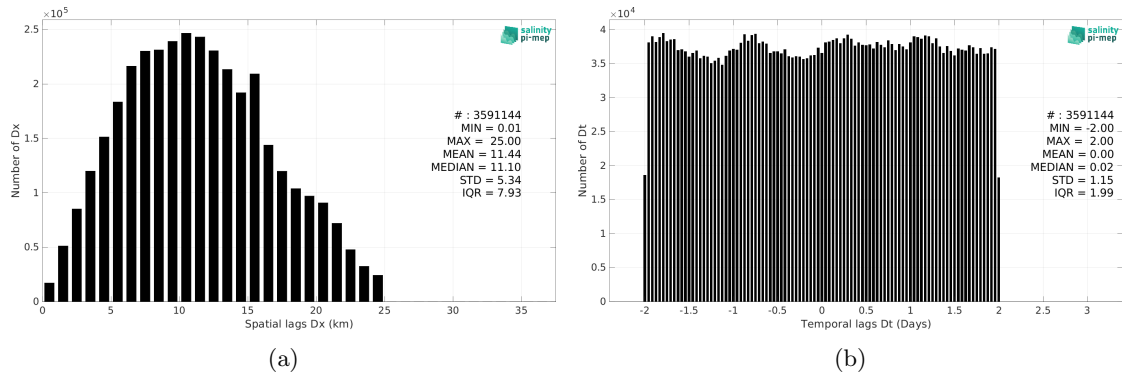 ×10^5
2.5
2
1.5
1
0.5
0
0 5 10 15 20 25 30 35
Number of Dx
Spatial lags Dx (km)
salinity
pi-mep
# : 3591144
MIN = 0.01
MAX = 25.00
MEAN = 11.44
MEDIAN = 11.10
STD = 5.34
IQR = 7.93
(a)
×10^4
4
3.5
3
2.5
2
1.5
1
0.5
0
-2 -1.5 -1 -0.5 0 0.5 1 1.5 2 2.5 3
Number of Dt
Temporal lags Dt (Days)
salinity
pi-mep
# : 3591144
MIN = -2.00
MAX = 2.00
MEAN = 0.00
MEDIAN = 0.02
STD = 1.15
IQR = 1.99
(b)